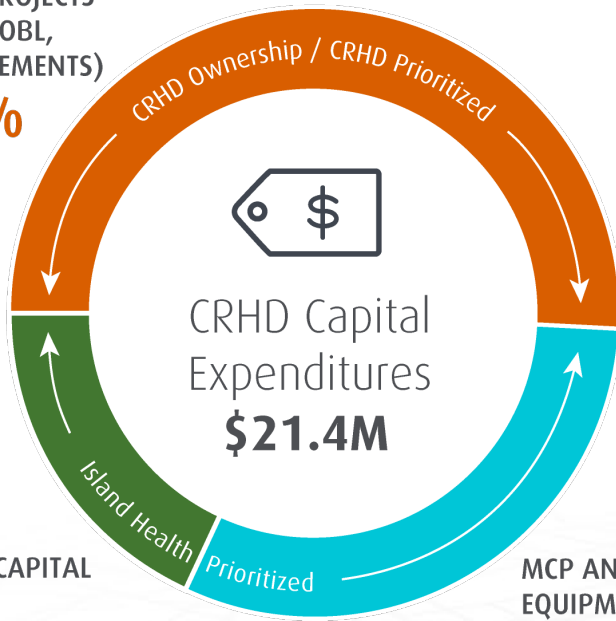 OBL,
EMENTS)
%
CRHD Ownership / CRHD Prioritized
$
CRHD Capital
Expenditures
$21.4M
Island Health Prioritized
CAPITAL
MCP AN
EQUIPM